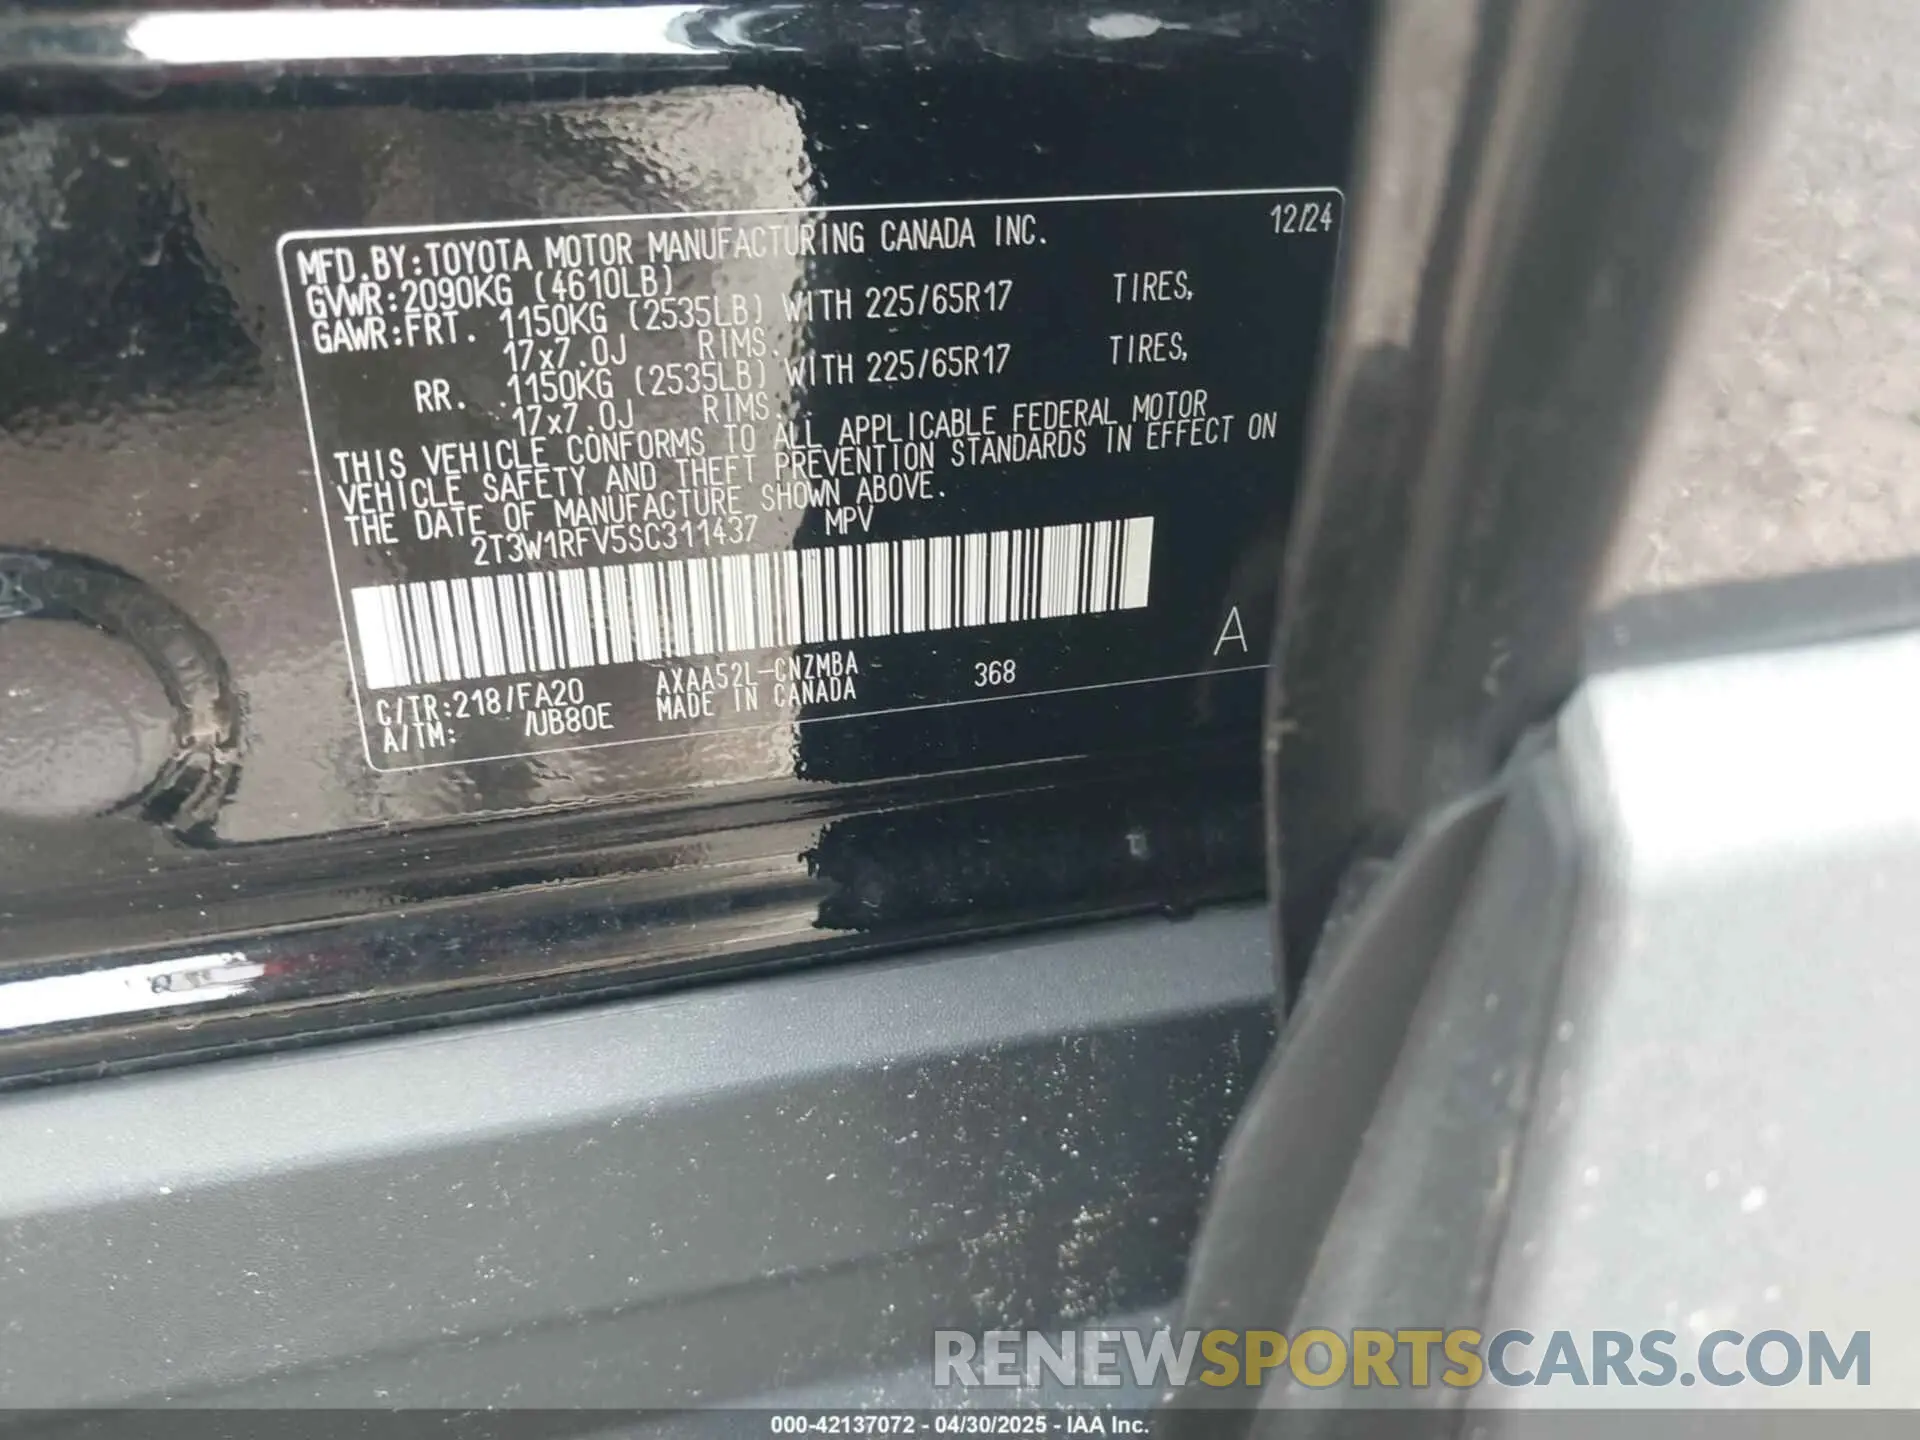 MFD.BY:TOYOTA MOTOR MANUFACTURING CANADA INC. 12/24
GVWR:2090KG (4610LB)
GAWR:FRT. 1150KG (2535LB) WITH 225/65R17 TIRES,
17x7.0J RIMS.
RR. 1150KG (2535LB) WITH 225/65R17 TIRES,
17x7.0J RIMS.
THIS VEHICLE CONFORMS TO ALL APPLICABLE FEDERAL MOTOR
VEHICLE SAFETY AND THEFT PREVENTION STANDARDS IN EFFECT ON
THE DATE OF MANUFACTURE SHOWN ABOVE.
2T3W1RFV5SC311437 MPV
A
C/TR:218/FA20 AXAA52L-CNZMBA 368
A/TM: /UB80E MADE IN CANADA
RENEWSPORTSCARS.COM
000-42137072 - 04/30/2025 - IAA Inc.